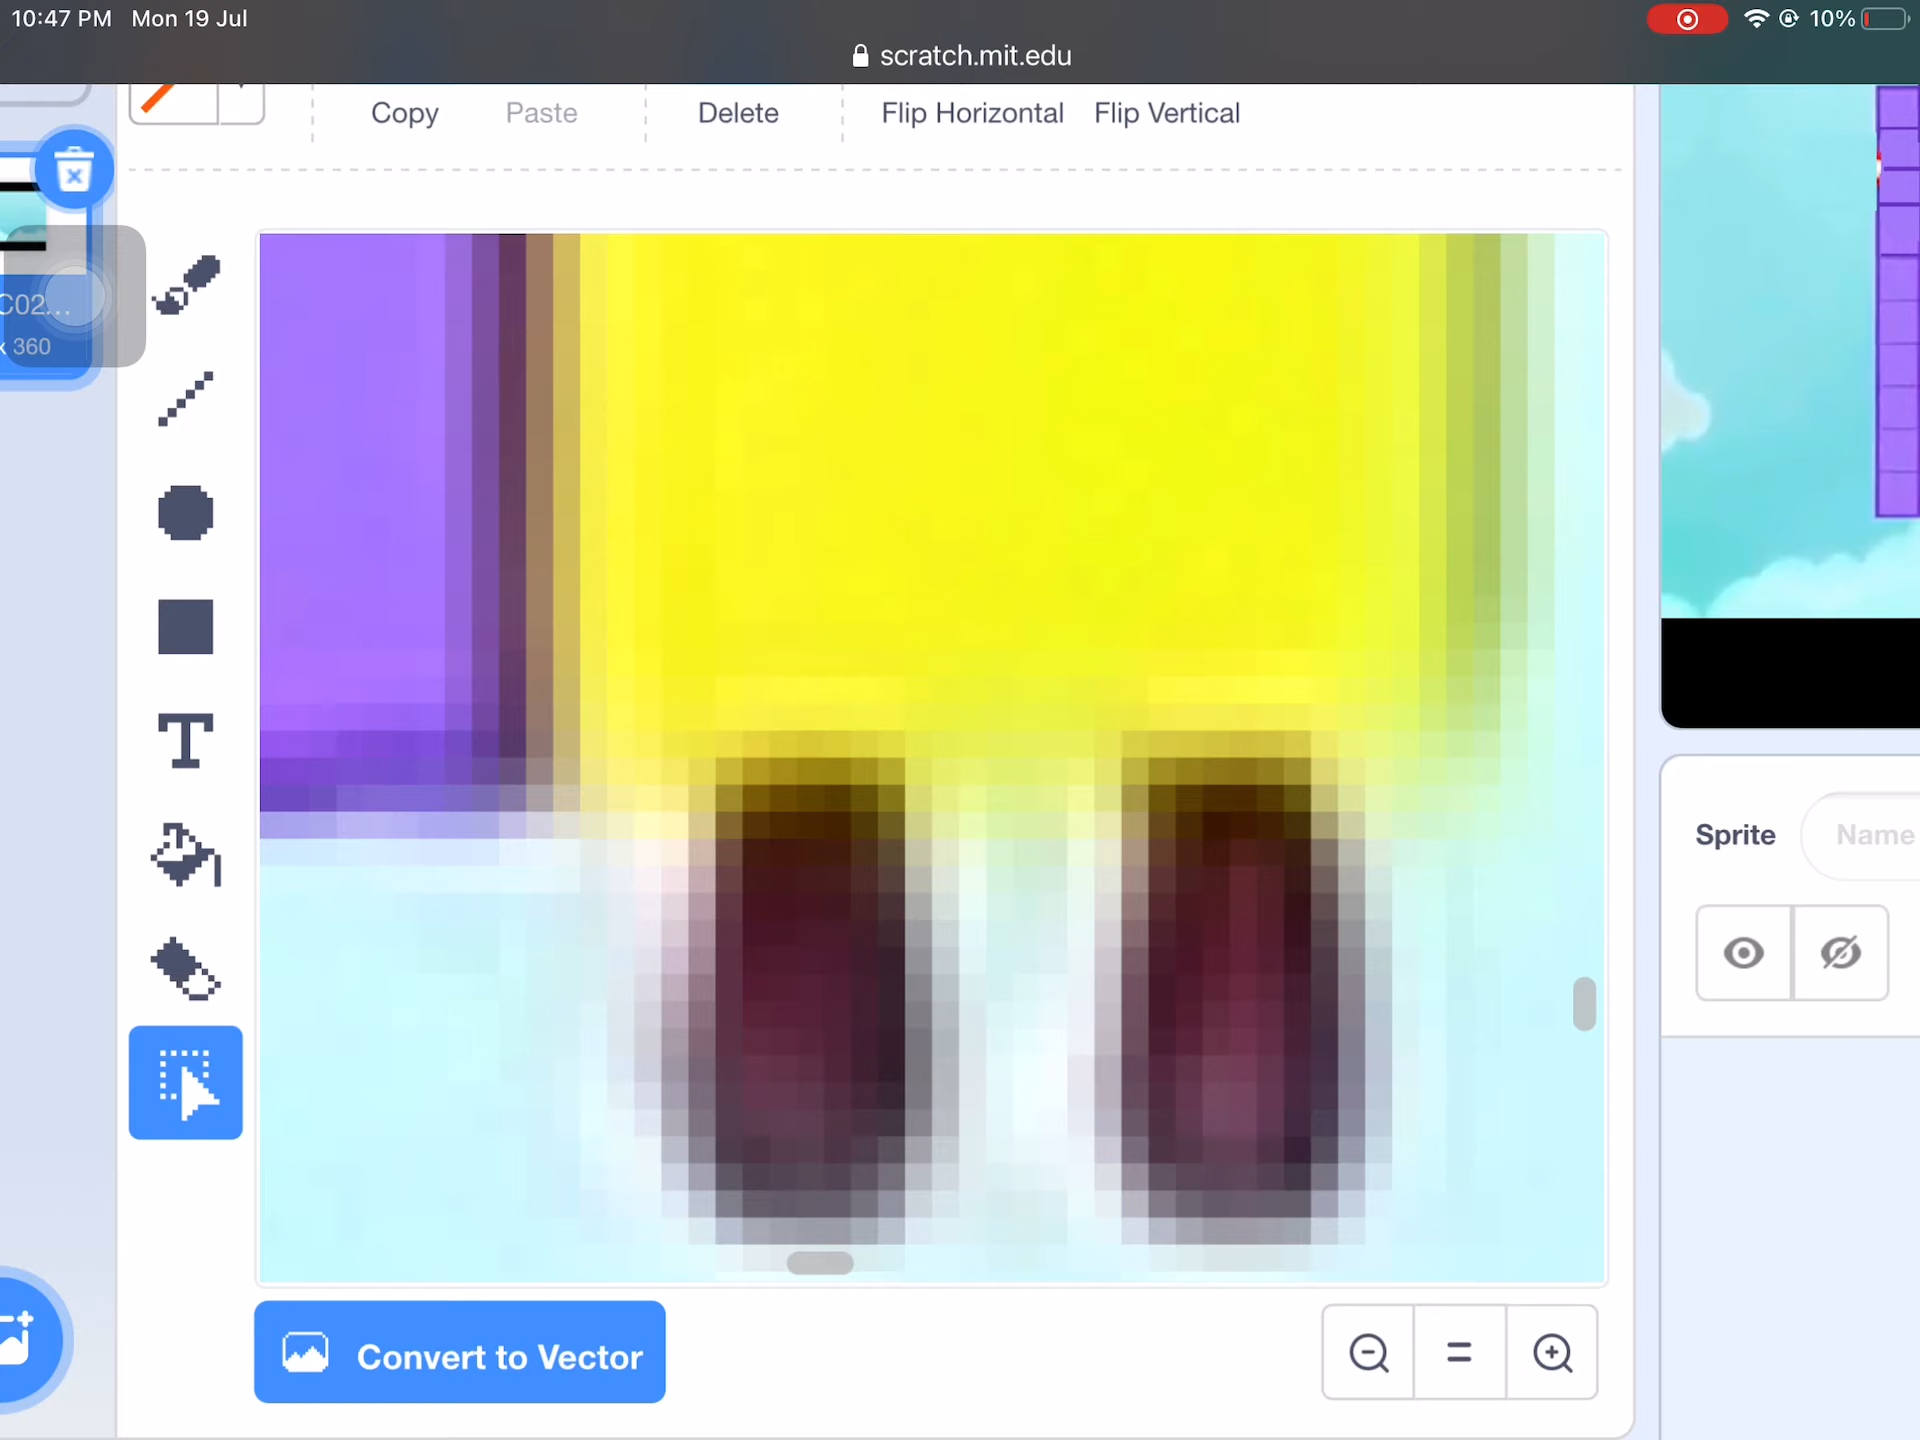 10:47 PM Mon 19 Jul
10%
scratch.mit.edu
Copy Paste Delete Flip Horizontal Flip Vertical
C02...
x 360
T
Sprite Name
Convert to Vector